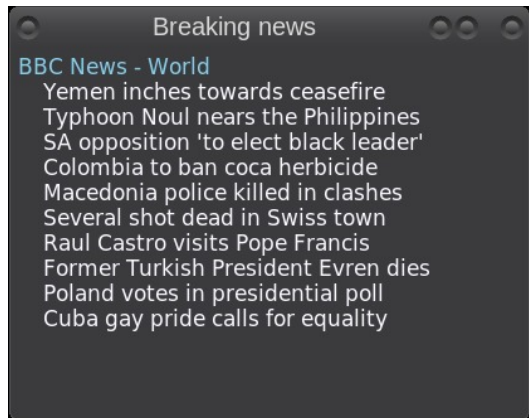 Breaking news
BBC News - World
Yemen inches towards ceasefire
Typhoon Noul nears the Philippines
SA opposition 'to elect black leader'
Colombia to ban coca herbicide
Macedonia police killed in clashes
Several shot dead in Swiss town
Raul Castro visits Pope Francis
Former Turkish President Evren dies
Poland votes in presidential poll
Cuba gay pride calls for equality